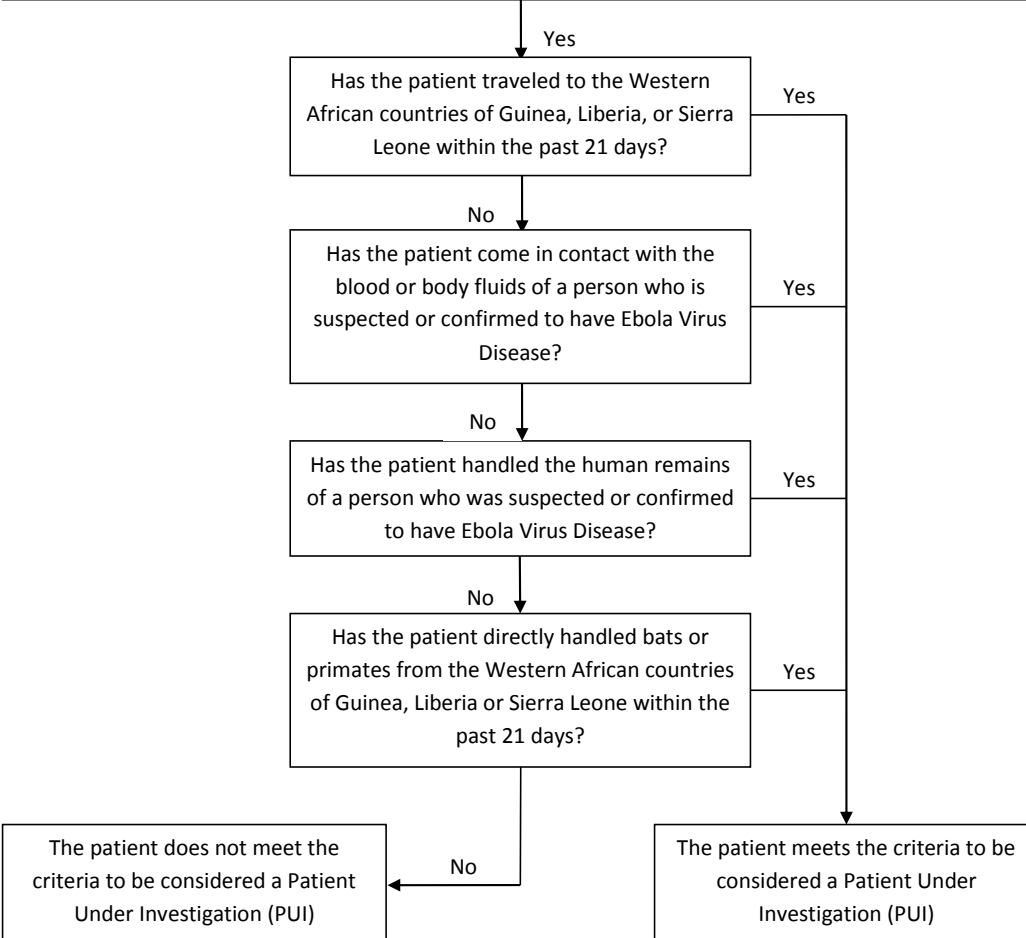 Yes
Has the patient traveled to the Western
African countries of Guinea, Liberia, or Sierra
Leone within the past 21 days?
Yes
No
Has the patient come in contact with the
blood or body fluids of a person who is
suspected or confirmed to have Ebola Virus
Disease?
Yes
No
Has the patient handled the human remains
of a person who was suspected or confirmed
to have Ebola Virus Disease?
Yes
No
Has the patient directly handled bats or
primates from the Western African countries
of Guinea, Liberia or Sierra Leone within the
past 21 days?
Yes
No
The patient does not meet the
criteria to be considered a Patient
Under Investigation (PUI)
The patient meets the criteria to be
considered a Patient Under
Investigation (PUI)